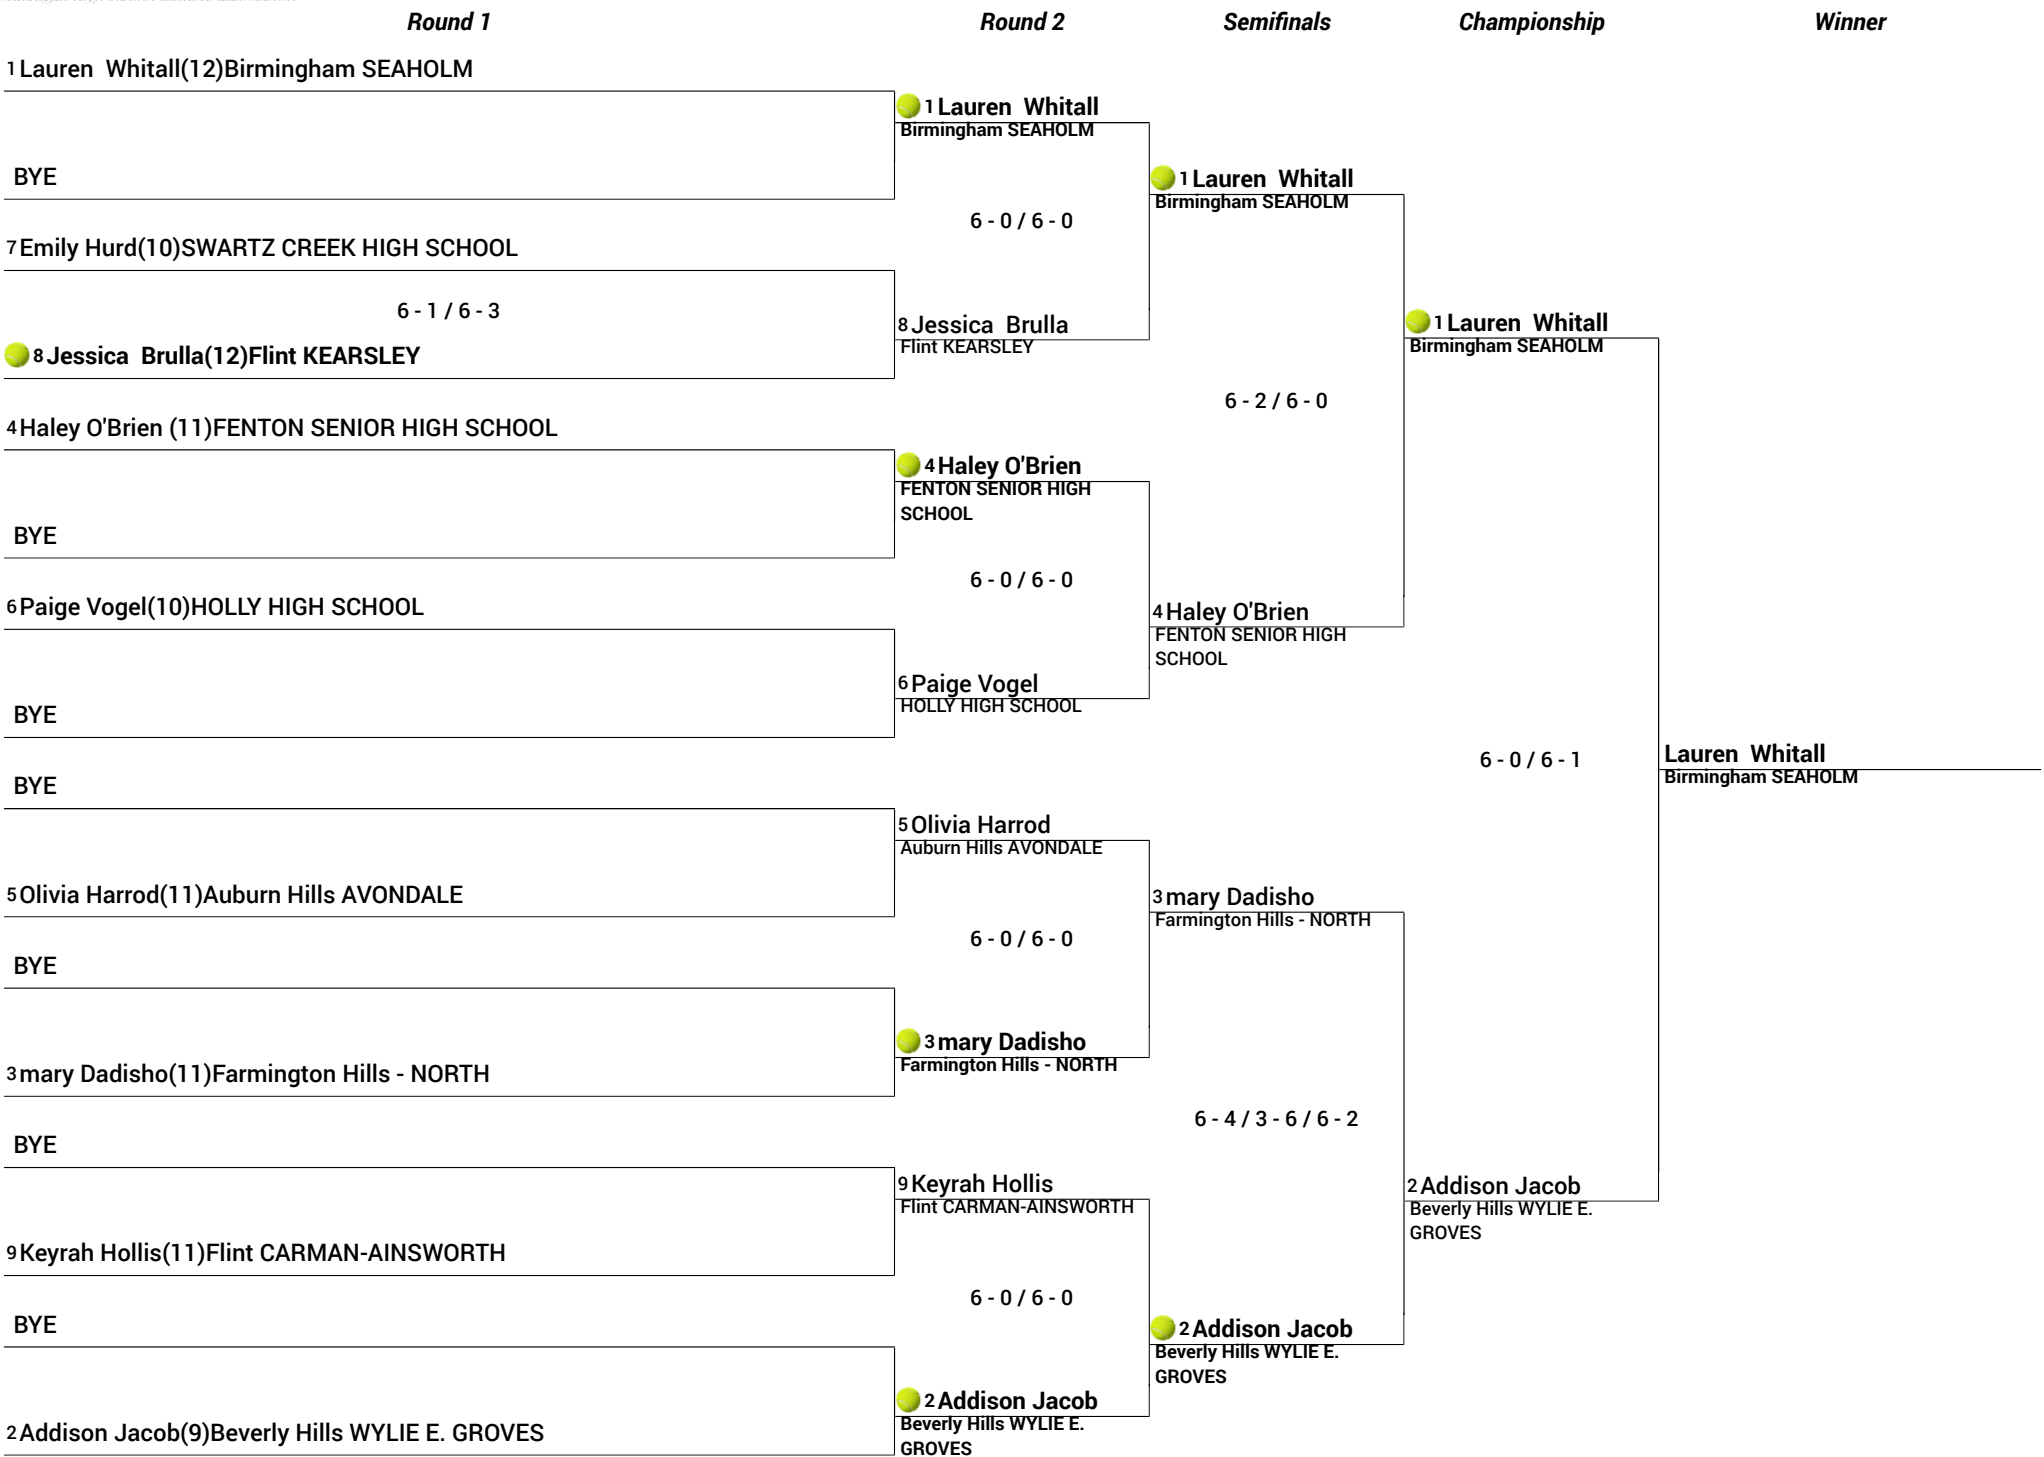 Round 1
Round 2
Semifinals
Championship
Winner
1 Lauren  Whitall(12)Birmingham SEAHOLM
BYE
7 Emily Hurd(10)SWARTZ CREEK HIGH SCHOOL
6 - 1 / 6 - 3
8 Jessica  Brulla(12)Flint KEARSLEY
4 Haley O'Brien (11)FENTON SENIOR HIGH SCHOOL
BYE
6 Paige Vogel(10)HOLLY HIGH SCHOOL
BYE
BYE
5 Olivia Harrod(11)Auburn Hills AVONDALE
BYE
3 mary Dadisho(11)Farmington Hills - NORTH
BYE
9 Keyrah Hollis(11)Flint CARMAN-AINSWORTH
BYE
2 Addison Jacob(9)Beverly Hills WYLIE E. GROVES
1 Lauren  Whitall
Birmingham SEAHOLM
6 - 0 / 6 - 0
8 Jessica  Brulla
Flint KEARSLEY
4 Haley O'Brien
FENTON SENIOR HIGH
SCHOOL
6 - 0 / 6 - 0
6 Paige Vogel
HOLLY HIGH SCHOOL
5 Olivia Harrod
Auburn Hills AVONDALE
6 - 0 / 6 - 0
3 mary Dadisho
Farmington Hills - NORTH
9 Keyrah Hollis
Flint CARMAN-AINSWORTH
6 - 0 / 6 - 0
2 Addison Jacob
Beverly Hills WYLIE E.
GROVES
1 Lauren  Whitall
Birmingham SEAHOLM
6 - 2 / 6 - 0
4 Haley O'Brien
FENTON SENIOR HIGH
SCHOOL
3 mary Dadisho
Farmington Hills - NORTH
6 - 4 / 3 - 6 / 6 - 2
2 Addison Jacob
Beverly Hills WYLIE E.
GROVES
1 Lauren  Whitall
Birmingham SEAHOLM
6 - 0 / 6 - 1
2 Addison Jacob
Beverly Hills WYLIE E.
GROVES
Lauren  Whitall
Birmingham SEAHOLM